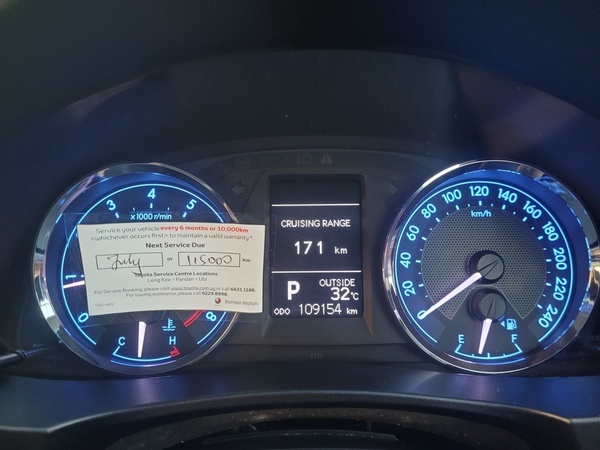 3 4 5
x1000 r/min
0 8
C H
Service your vehicle every 6 months or 10,000km
<whichever occurs first> to maintain a valid warranty*.
Next Service Due
July or 115000 Km
Toyota Service Centre Locations
Leng Kee • Pandan • Ubi
For Service Booking, please visit www.toyota.com.sg or call 6631 1188.
For towing assistance, please call 9229 8998.
Borneo Motors
CRUISING RANGE
171 km
P OUTSIDE
32°C
ODO 109154 km
0 20 40 60 80 100 120 140 160 180 200 220 240
km/h
E F